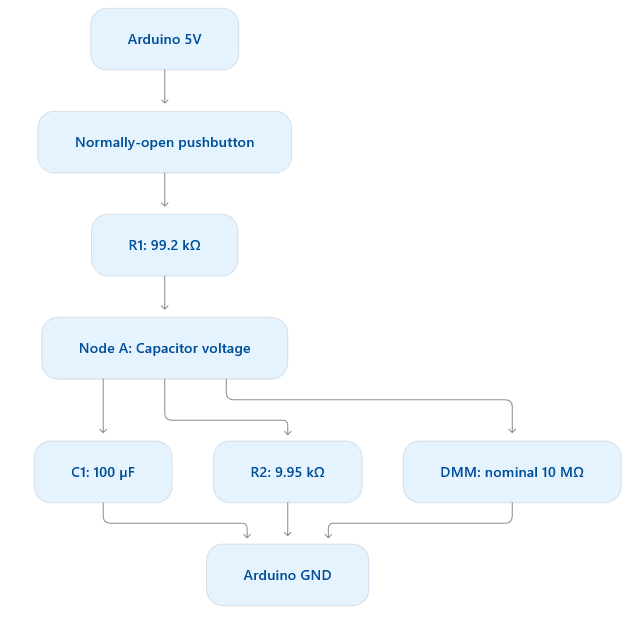 Arduino 5V
Normally-open pushbutton
R1: 99.2 kΩ
Node A: Capacitor voltage
C1: 100 µF
R2: 9.95 kΩ
DMM: nominal 10 MΩ
Arduino GND